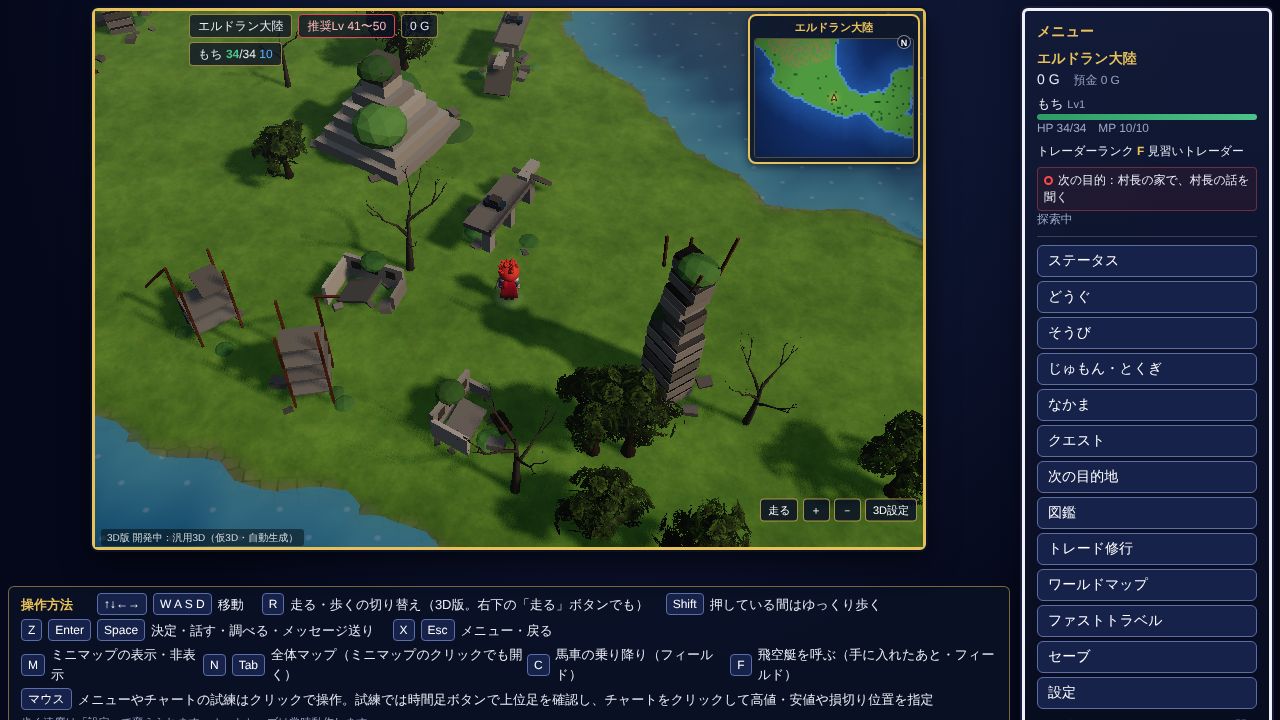 エルドラン大陸
推奨Lv 41〜50
0 G
もち 34/34 10
エルドラン大陸
N
走る
＋
－
3D設定
3D版 開発中：汎用3D（仮3D・自動生成）
メニュー
エルドラン大陸
0 G 預金 0 G
もち Lv1
HP 34/34 MP 10/10
トレーダーランク F 見習いトレーダー
次の目的：村長の家で、村長の話を
聞く
探索中
ステータス
どうぐ
そうび
じゅもん・とくぎ
なかま
クエスト
次の目的地
図鑑
トレード修行
ワールドマップ
ファストトラベル
セーブ
設定
操作方法 ↑↓←→ W A S D 移動 R 走る・歩くの切り替え（3D版。右下の「走る」ボタンでも） Shift 押している間はゆっくり歩く
Z Enter Space 決定・話す・調べる・メッセージ送り X Esc メニュー・戻る
M ミニマップの表示・非表示 N Tab 全体マップ（ミニマップのクリックでも開く） C 馬車の乗り降り（フィールド） F 飛空艇を呼ぶ（手に入れたあと・フィールド）
マウス メニューやチャートの試練はクリックで操作。試練では時間足ボタンで上位足を確認し、チャートをクリックして高値・安値や損切り位置を指定